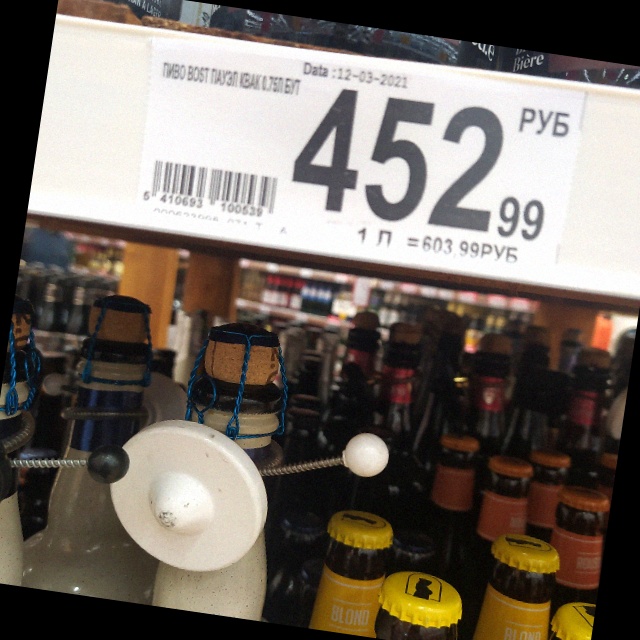 ПИВО BOST ПАУЭЛ КВАК 0.75Л БУТ
Data :12-03-2021
452 99 РУБ
5 410693 100539
1 Л =603,99РУБ
BLOND